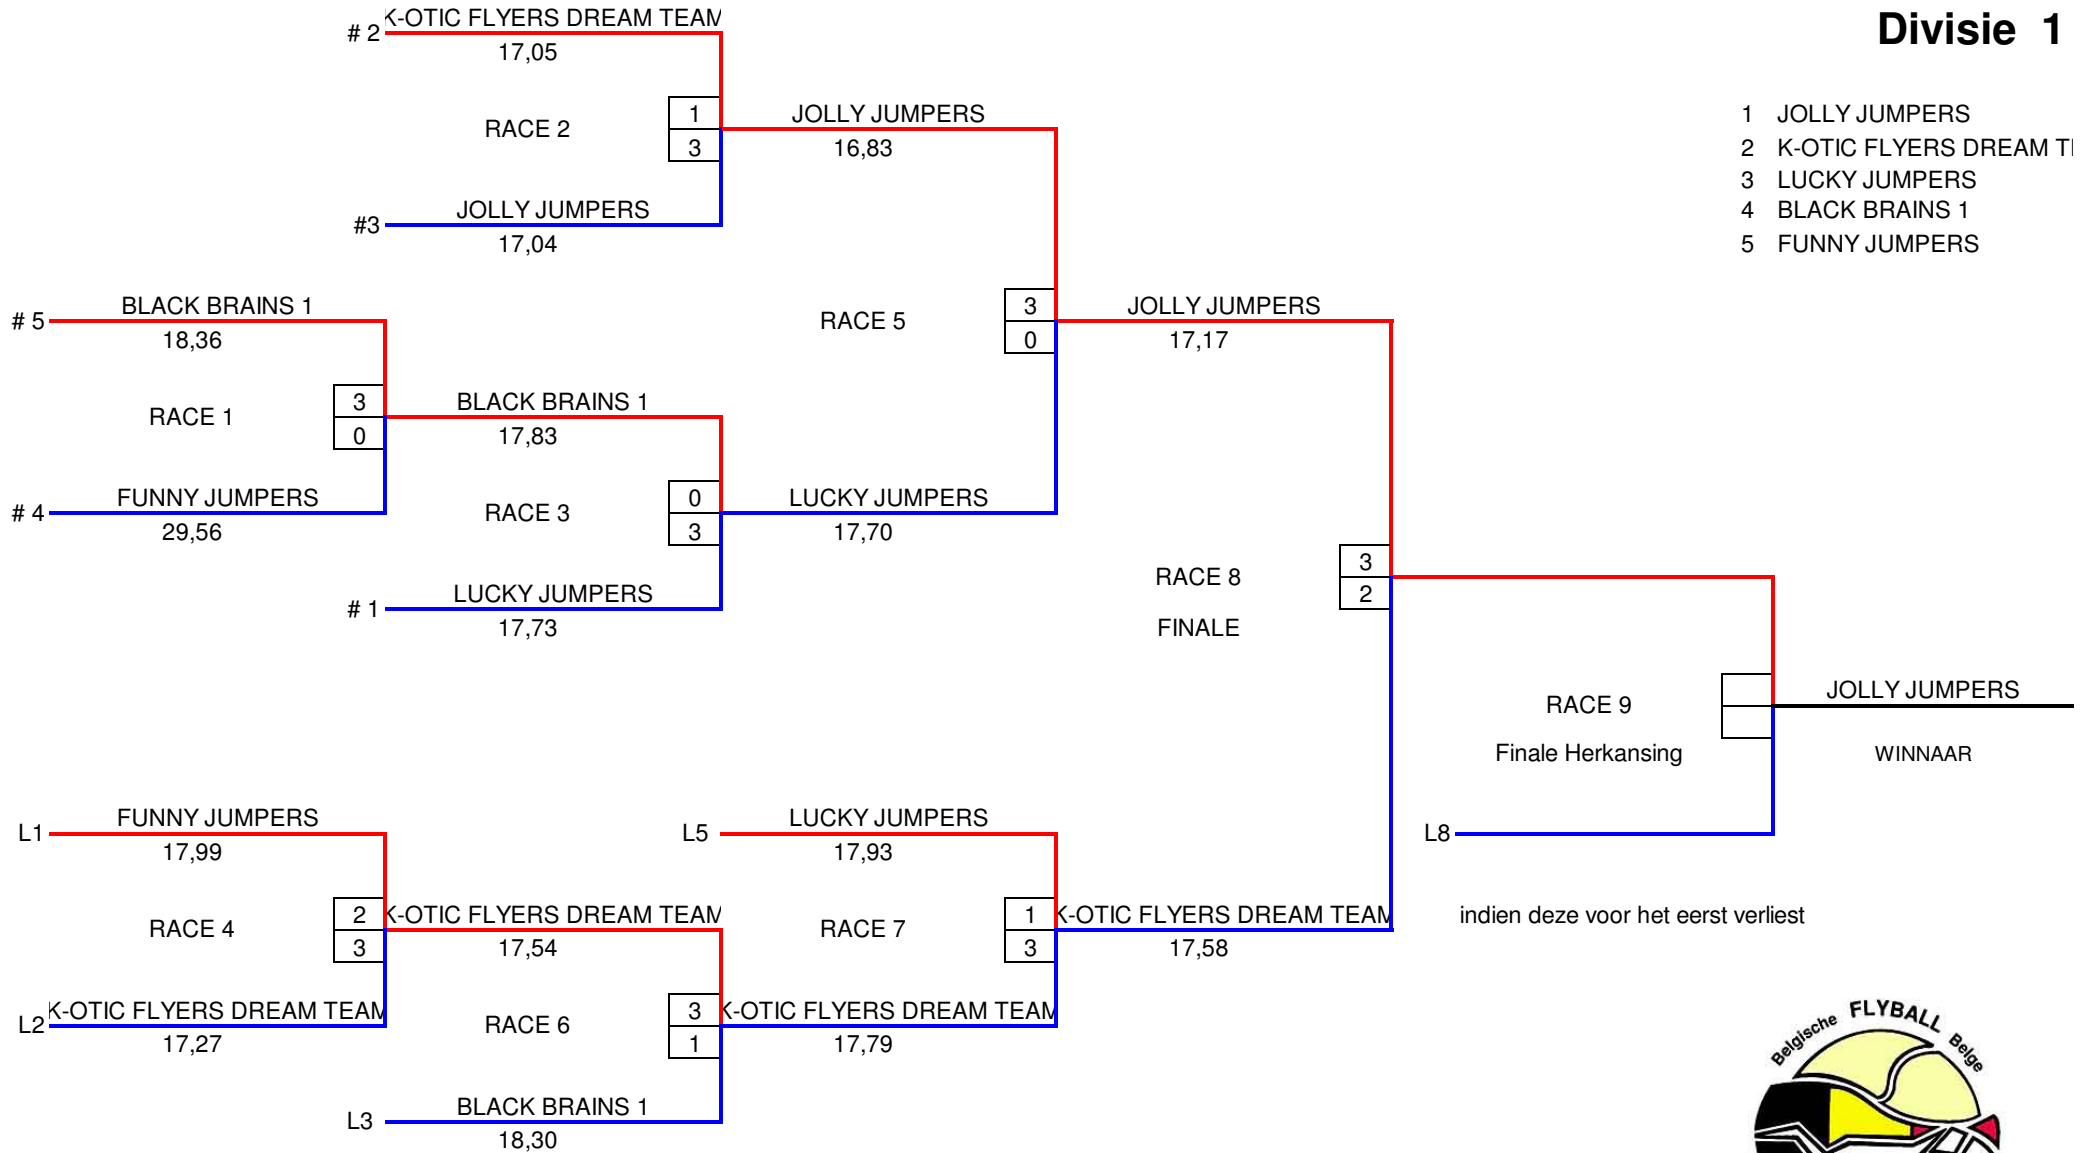 Divisie 1
1 JOLLY JUMPERS
2 K-OTIC FLYERS DREAM T
3 LUCKY JUMPERS
4 BLACK BRAINS 1
5 FUNNY JUMPERS
# 2 K-OTIC FLYERS DREAM TEAM
17,05
RACE 2
1
3
#3 JOLLY JUMPERS
17,04
JOLLY JUMPERS
16,83
# 5 BLACK BRAINS 1
18,36
RACE 1
3
0
# 4 FUNNY JUMPERS
29,56
BLACK BRAINS 1
17,83
RACE 3
0
3
# 1 LUCKY JUMPERS
17,73
RACE 5
3
0
LUCKY JUMPERS
17,70
JOLLY JUMPERS
17,17
RACE 8
FINALE
3
2
RACE 9
Finale Herkansing
JOLLY JUMPERS
WINNAAR
L8
indien deze voor het eerst verliest
L1 FUNNY JUMPERS
17,99
RACE 4
2
3
L2 K-OTIC FLYERS DREAM TEAM
17,27
K-OTIC FLYERS DREAM TEAM
17,54
RACE 6
3
1
L3 BLACK BRAINS 1
18,30
L5 LUCKY JUMPERS
17,93
RACE 7
1
3
K-OTIC FLYERS DREAM TEAM
17,79
K-OTIC FLYERS DREAM TEAM
17,58
Belgische FLYBALL Belge